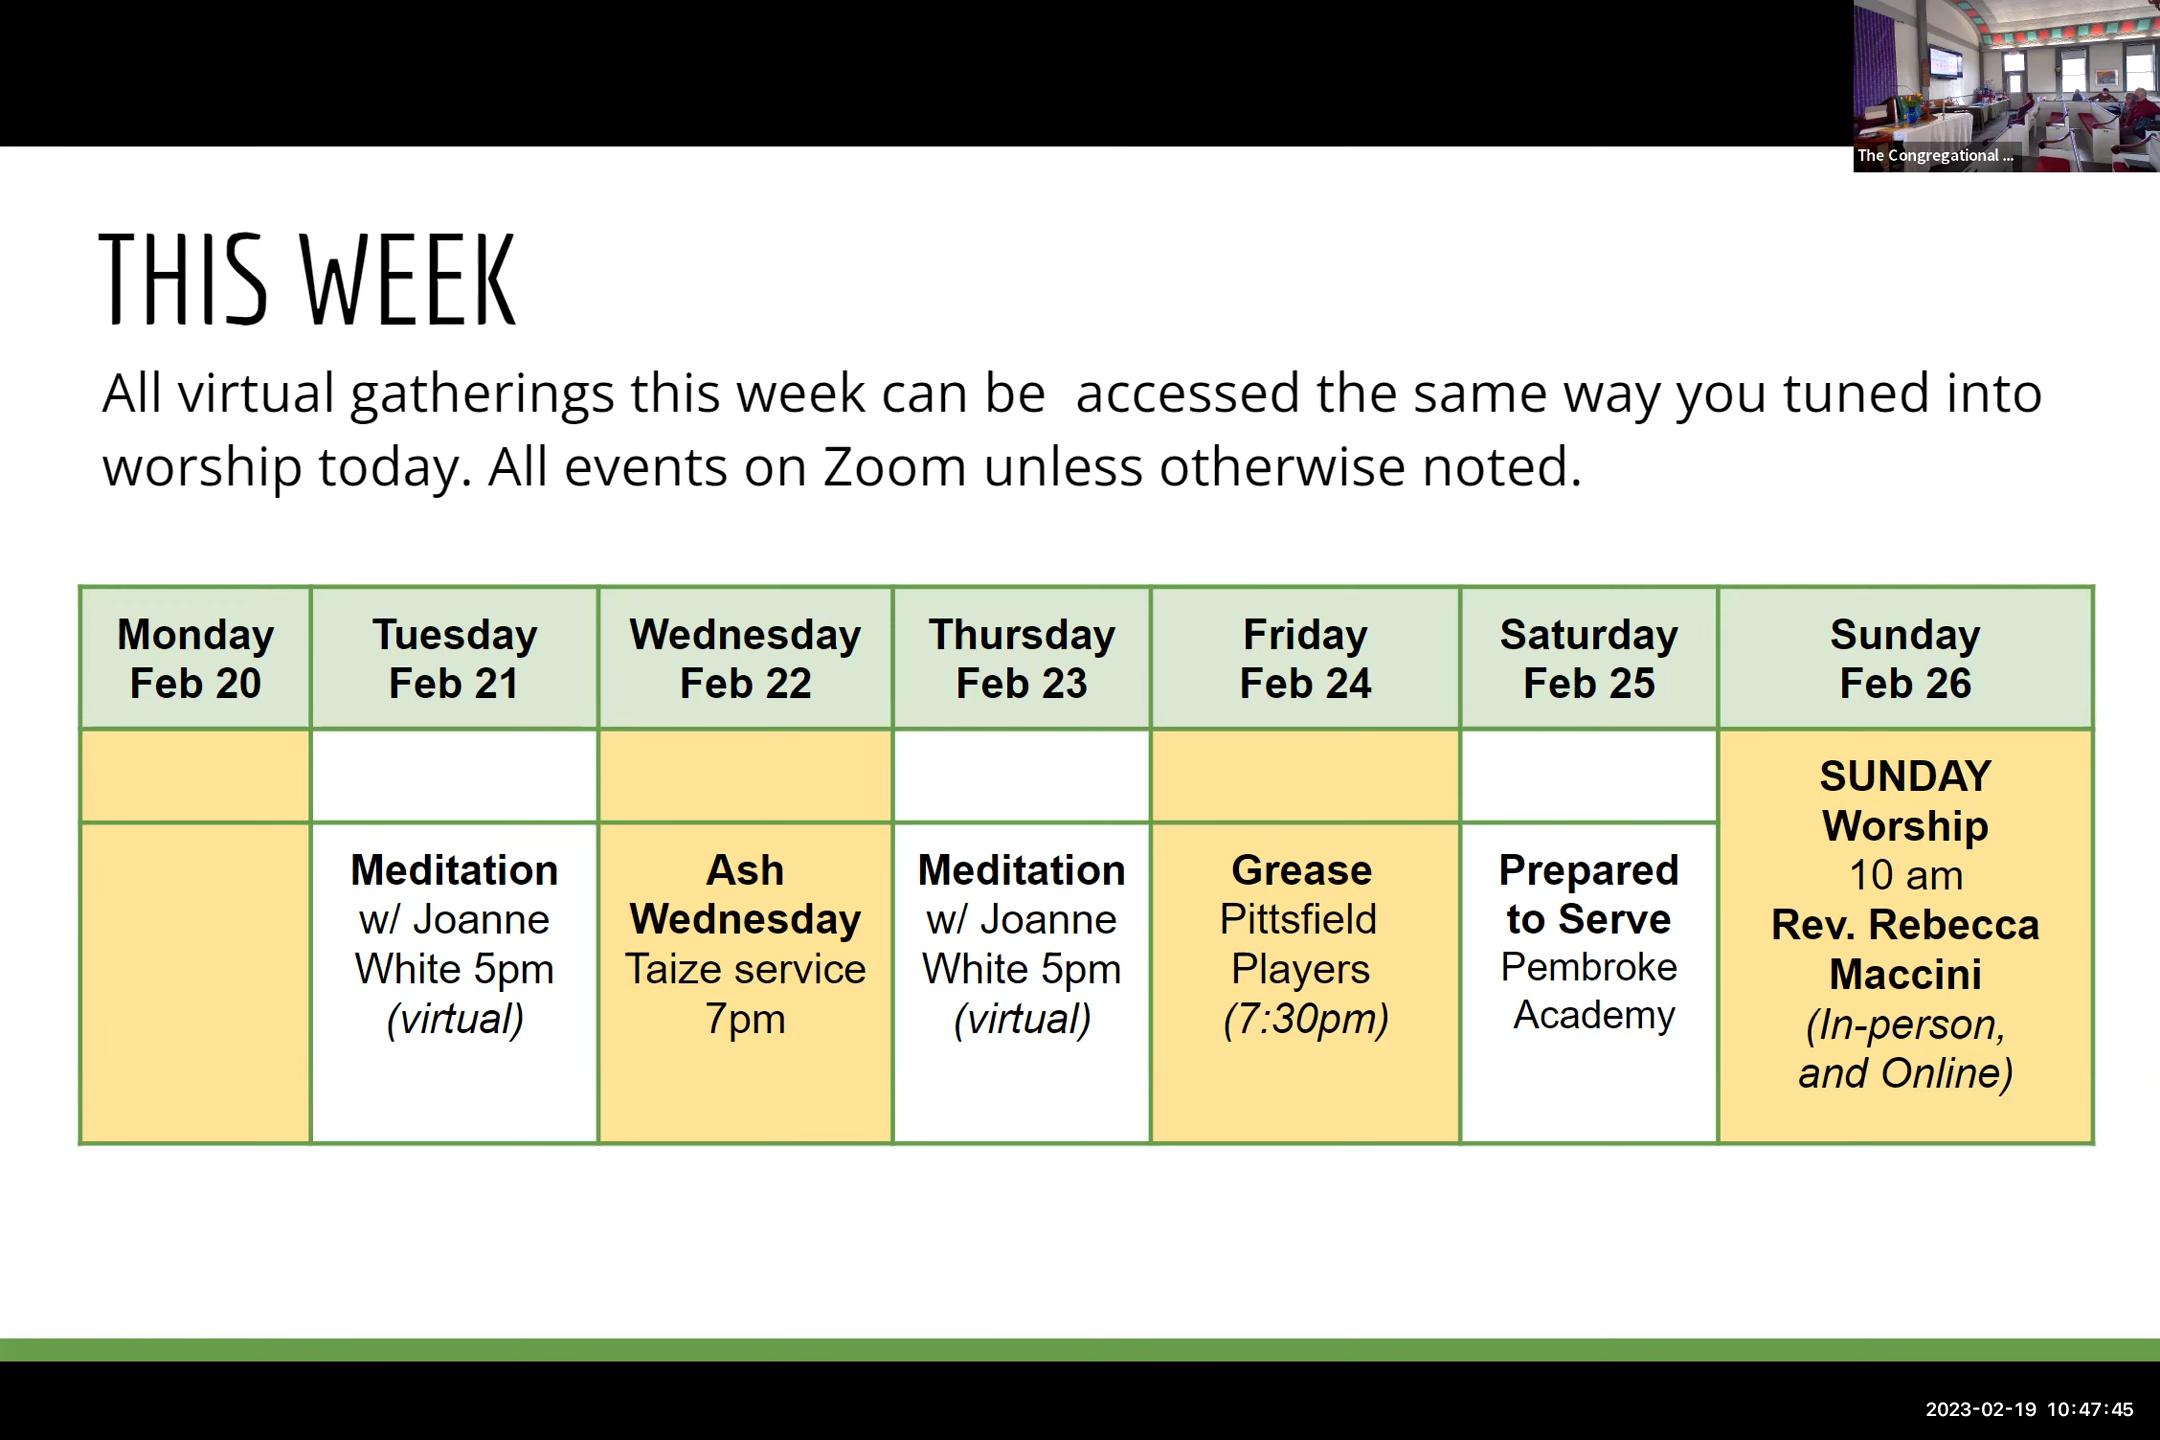 The Congregational ...
THIS WEEK
All virtual gatherings this week can be  accessed the same way you tuned into
worship today. All events on Zoom unless otherwise noted.
Monday
Feb 20
Tuesday
Feb 21
Wednesday
Feb 22
Thursday
Feb 23
Friday
Feb 24
Saturday
Feb 25
Sunday
Feb 26
Meditation
w/ Joanne
White 5pm
(virtual)
Ash
Wednesday
Taize service
7pm
Meditation
w/ Joanne
White 5pm
(virtual)
Grease
Pittsfield
Players
(7:30pm)
Prepared
to Serve
Pembroke
Academy
SUNDAY
Worship
10 am
Rev. Rebecca
Maccini
(In-person,
and Online)
2023-02-19 10:47:45